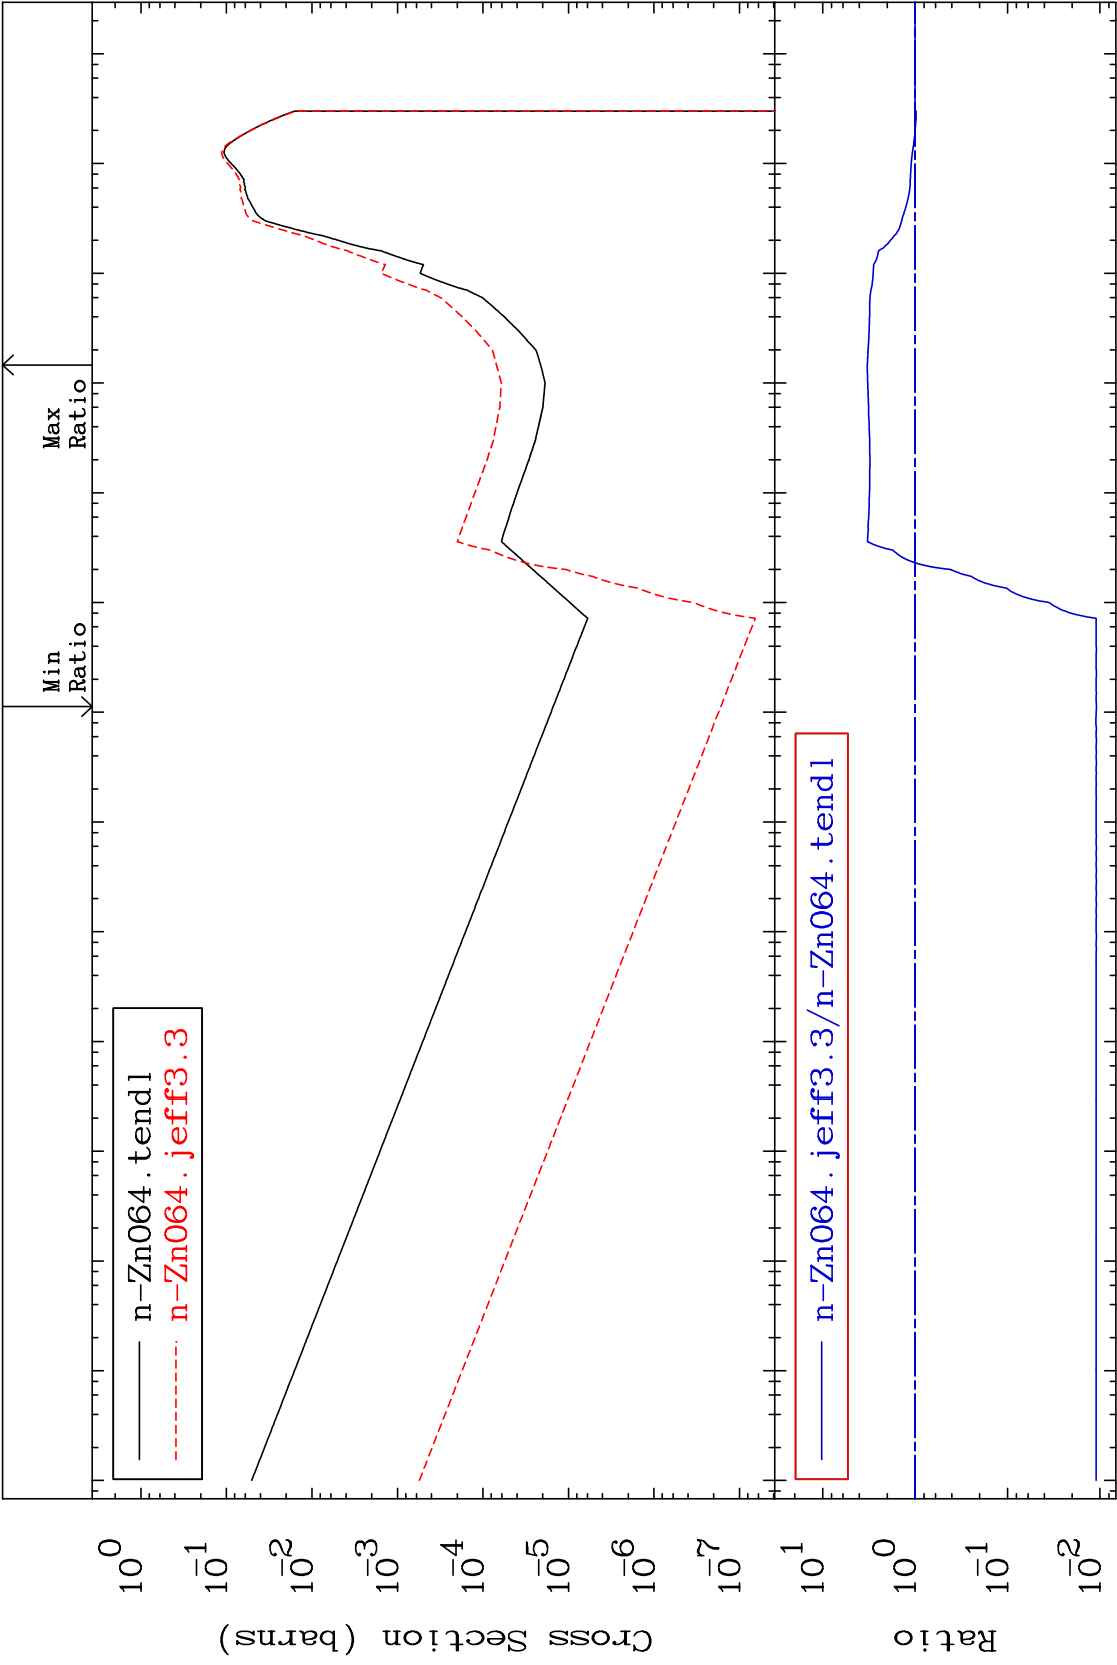 Min
Ratio
Max
Ratio
n-Zn064.tendl
n-Zn064.jeff3.3
10^0
10^-1
10^-2
10^-3
10^-4
10^-5
10^-6
10^-7
Cross Section (barns)
n-Zn064.jeff3.3/n-Zn064.tendl
10^1
10^0
10^-1
10^-2
Ratio